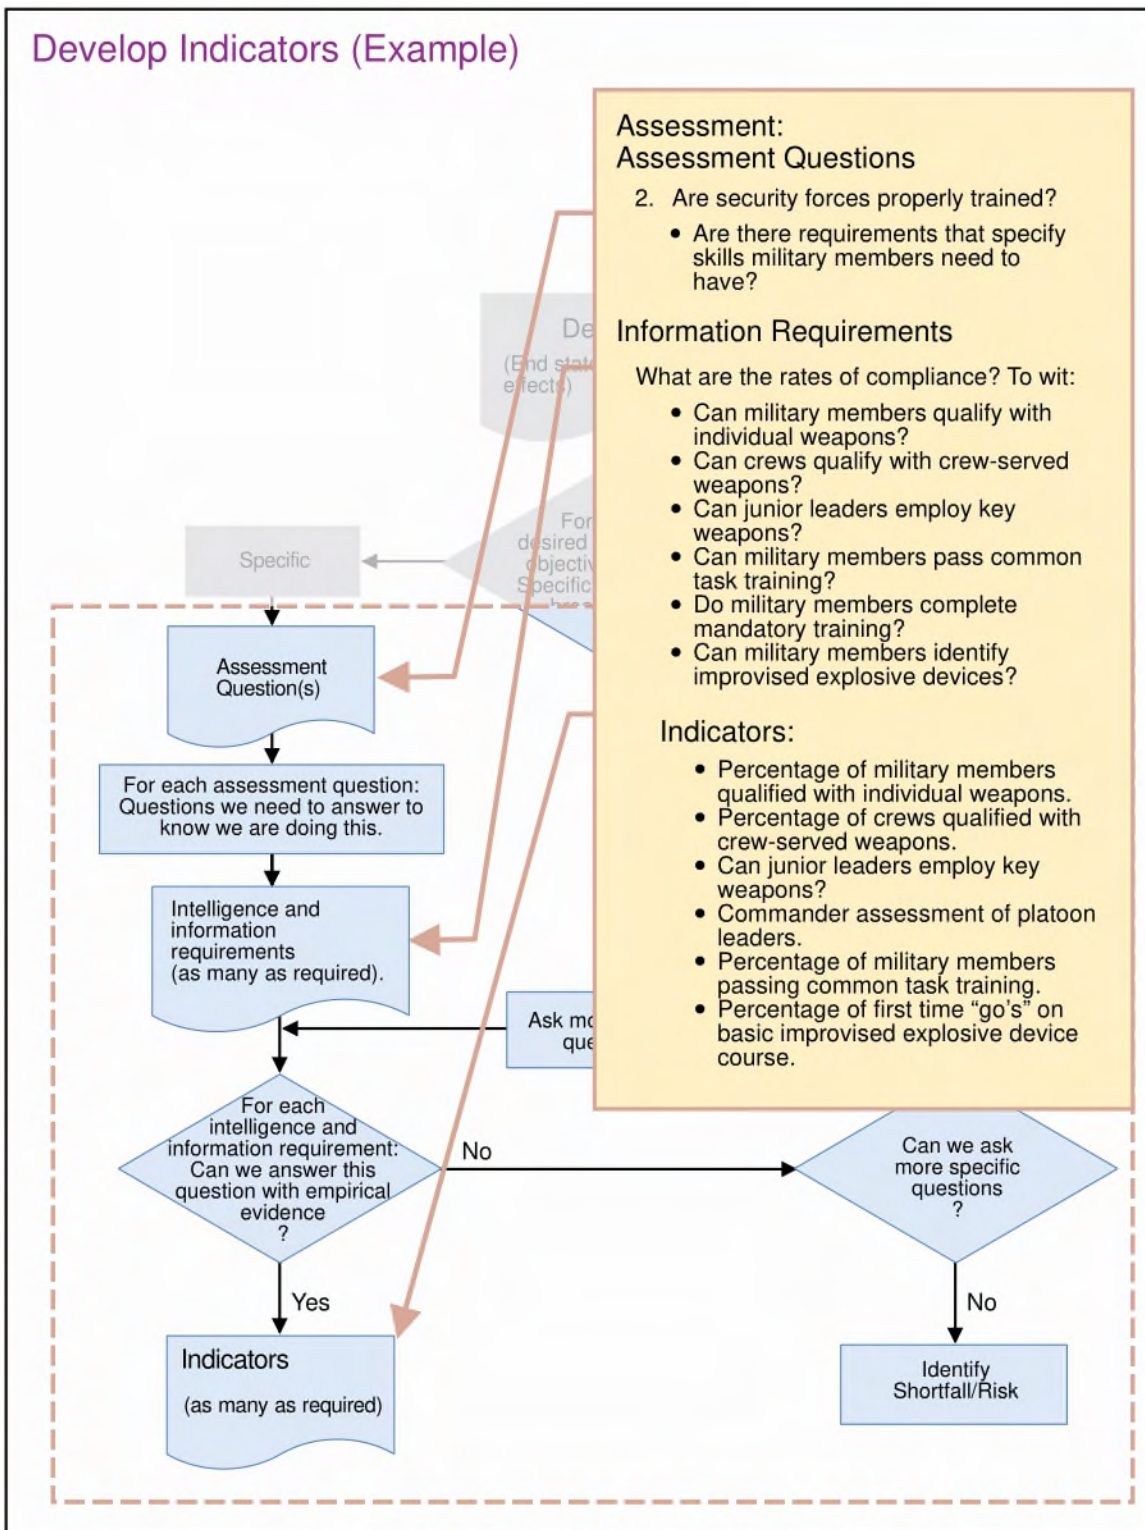 Develop Indicators (Example)
Assessment:
Assessment Questions
2. Are security forces properly trained?
• Are there requirements that specify
skills military members need to
have?
Information Requirements
What are the rates of compliance? To wit:
• Can military members qualify with
individual weapons?
• Can crews qualify with crew-served
weapons?
• Can junior leaders employ key
weapons?
• Can military members pass common
task training?
• Do military members complete
mandatory training?
• Can military members identify
improvised explosive devices?
Indicators:
• Percentage of military members
qualified with individual weapons.
• Percentage of crews qualified with
crew-served weapons.
• Can junior leaders employ key
weapons?
• Commander assessment of platoon
leaders.
• Percentage of military members
passing common task training.
• Percentage of first time “go’s” on
basic improvised explosive device
course.
(End state
effects)
For
desired
Specific
Assessment
Question(s)
For each assessment question:
Questions we need to answer to
know we are doing this.
Intelligence and
information
requirements
(as many as required).
Ask
For each
intelligence and
information requirement:
Can we answer this
question with empirical
evidence
?
No
Can we ask
more specific
questions
?
Yes
No
Indicators
(as many as required)
Identify
Shortfall/Risk